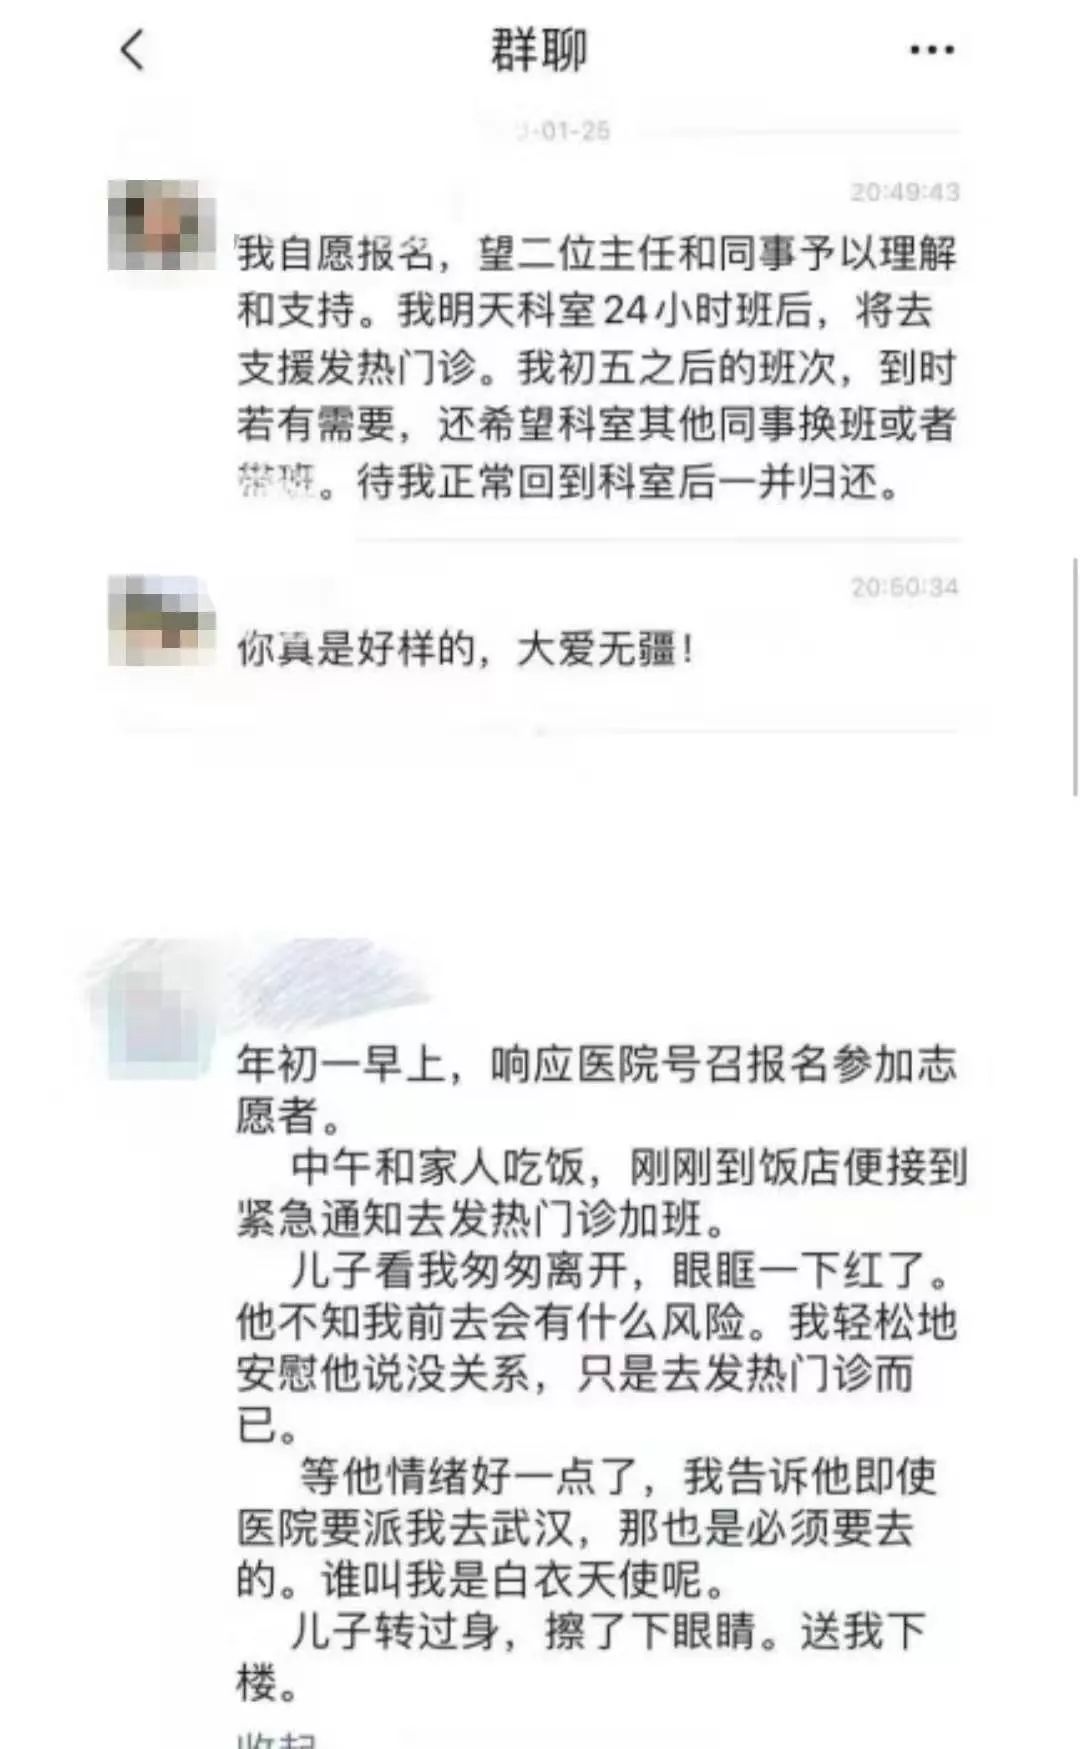 群聊
-01-25
20:49:43
我自愿报名，望二位主任和同事予以理解
和支持。我明天科室24小时班后，将去
支援发热门诊。我初五之后的班次，到时
若有需要，还希望科室其他同事换班或者
带班。待我正常回到科室后一并归还。
20:50:34
你真是好样的，大爱无疆！
年初一早上，响应医院号召报名参加志
愿者。
中午和家人吃饭，刚刚到饭店便接到
紧急通知去发热门诊加班。
儿子看我匆匆离开，眼眶一下红了。
他不知我前去会有什么风险。我轻松地
安慰他说没关系，只是去发热门诊而
已。
等他情绪好一点了，我告诉他即使
医院要派我去武汉，那也是必须要去
的。谁叫我是白衣天使呢。
儿子转过身，擦了下眼睛。送我下
楼。
收起